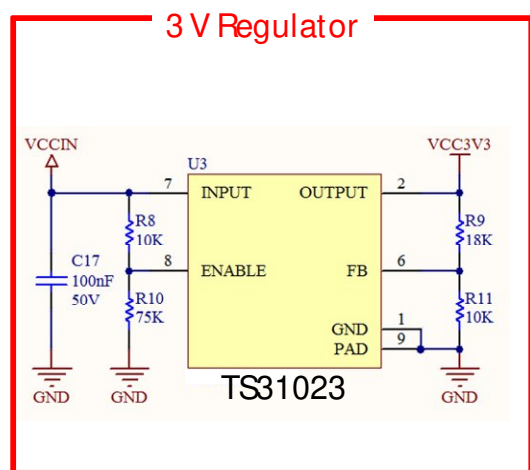 3 V Regulator
VCCIN
VCC3V3
U3
7 INPUT OUTPUT 2
R8
10K
R9
18K
C17
100nF
50V
8 ENABLE FB 6
R10
75K
R11
10K
GND 1
PAD 9
TS31023
GND GND GND